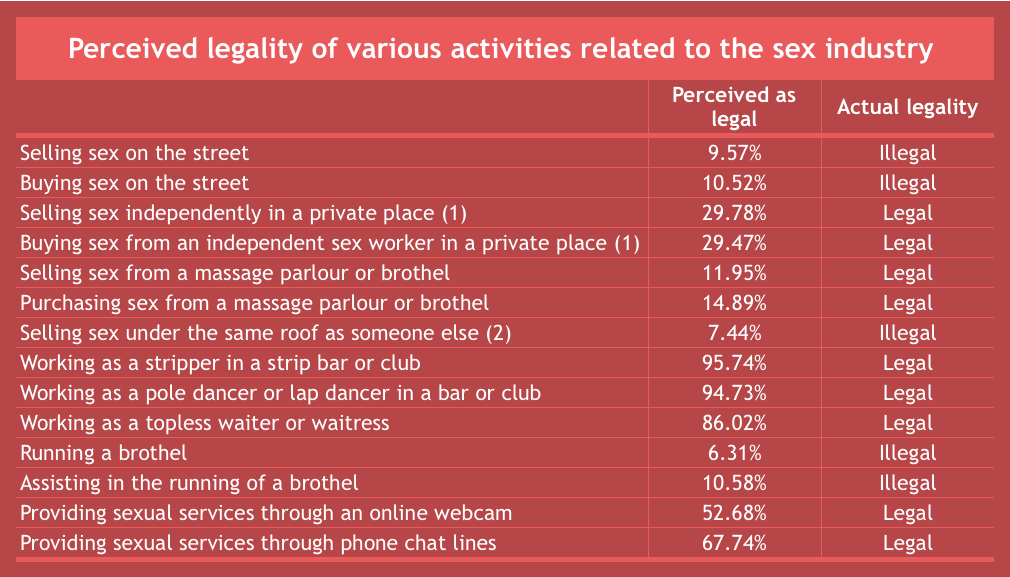 Perceived legality of various activities related to the sex industry
Perceived as legal Actual legality
Selling sex on the street 9.57% Illegal
Buying sex on the street 10.52% Illegal
Selling sex independently in a private place (1) 29.78% Legal
Buying sex from an independent sex worker in a private place (1) 29.47% Legal
Selling sex from a massage parlour or brothel 11.95% Legal
Purchasing sex from a massage parlour or brothel 14.89% Legal
Selling sex under the same roof as someone else (2) 7.44% Illegal
Working as a stripper in a strip bar or club 95.74% Legal
Working as a pole dancer or lap dancer in a bar or club 94.73% Legal
Working as a topless waiter or waitress 86.02% Legal
Running a brothel 6.31% Illegal
Assisting in the running of a brothel 10.58% Illegal
Providing sexual services through an online webcam 52.68% Legal
Providing sexual services through phone chat lines 67.74% Legal